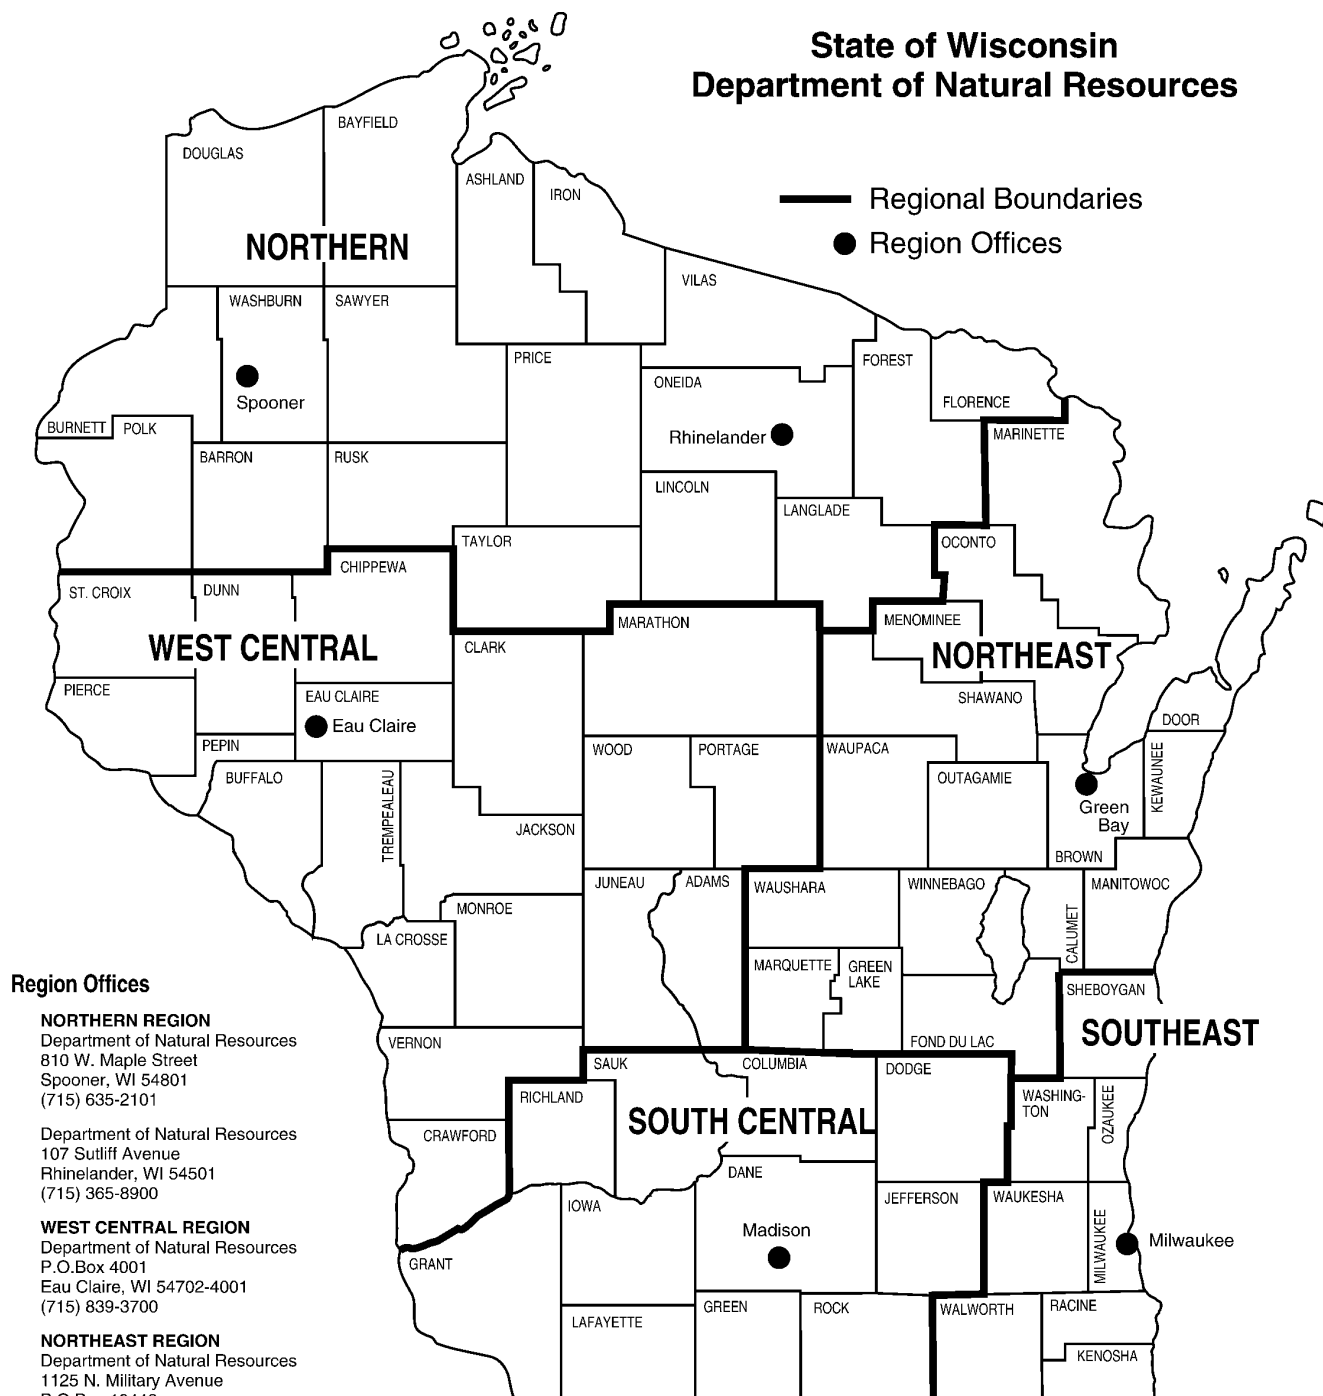 State of Wisconsin
Department of Natural Resources
Regional Boundaries
Region Offices
BAYFIELD
DOUGLAS
ASHLAND
IRON
NORTHERN
VILAS
WASHBURN
SAWYER
PRICE
FOREST
ONEIDA
Spooner
FLORENCE
BURNETT
POLK
Rhinelander
MARINETTE
BARRON
RUSK
LINCOLN
LANGLADE
TAYLOR
OCONTO
CHIPPEWA
ST. CROIX
DUNN
MARATHON
MENOMINEE
WEST CENTRAL
CLARK
NORTHEAST
PIERCE
EAU CLAIRE
SHAWANO
Eau Claire
DOOR
PEPIN
WOOD
PORTAGE
WAUPACA
BUFFALO
OUTAGAMIE
KEWAUNEE
TREMPEALEAU
Green
Bay
JACKSON
BROWN
JUNEAU
ADAMS
WAUSHARA
WINNEBAGO
MANITOWOC
MONROE
CALUMET
LA CROSSE
MARQUETTE
GREEN
LAKE
SHEBOYGAN
SOUTHEAST
VERNON
FOND DU LAC
SAUK
COLUMBIA
DODGE
RICHLAND
WASHING-
TON
OZAUKEE
SOUTH CENTRAL
CRAWFORD
DANE
IOWA
JEFFERSON
WAUKESHA
Madison
MILWAUKEE
Milwaukee
GRANT
LAFAYETTE
GREEN
ROCK
WALWORTH
RACINE
KENOSHA
Region Offices
NORTHERN REGION
Department of Natural Resources
810 W. Maple Street
Spooner, WI 54801
(715) 635-2101
Department of Natural Resources
107 Sutliff Avenue
Rhinelander, WI 54501
(715) 365-8900
WEST CENTRAL REGION
Department of Natural Resources
P.O.Box 4001
Eau Claire, WI 54702-4001
(715) 839-3700
NORTHEAST REGION
Department of Natural Resources
1125 N. Military Avenue